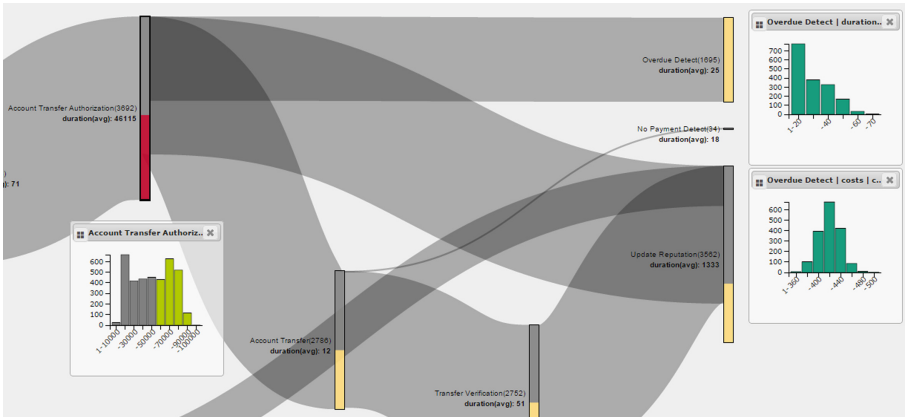 Overdue Detect | duration..
700
600
500
400
300
200
100
0
1-20
-40
-60
-70
Overdue Detect(1695)
duration(avg): 25
Account Transfer Authorization(3692)
duration(avg): 46115
No Payment Detect(34)
duration(avg): 18
Overdue Detect | costs | c..
600
500
400
300
200
100
0
1-360
-400
-440
-480
-500
): 71
Account Transfer Authoriz..
600
500
400
300
200
100
0
1-10000
-30000
-50000
-70000
-90000
-100000
Update Reputation(3562)
duration(avg): 1333
Account Transfer(2786)
duration(avg): 12
Transfer Verification(2752)
duration(avg): 51